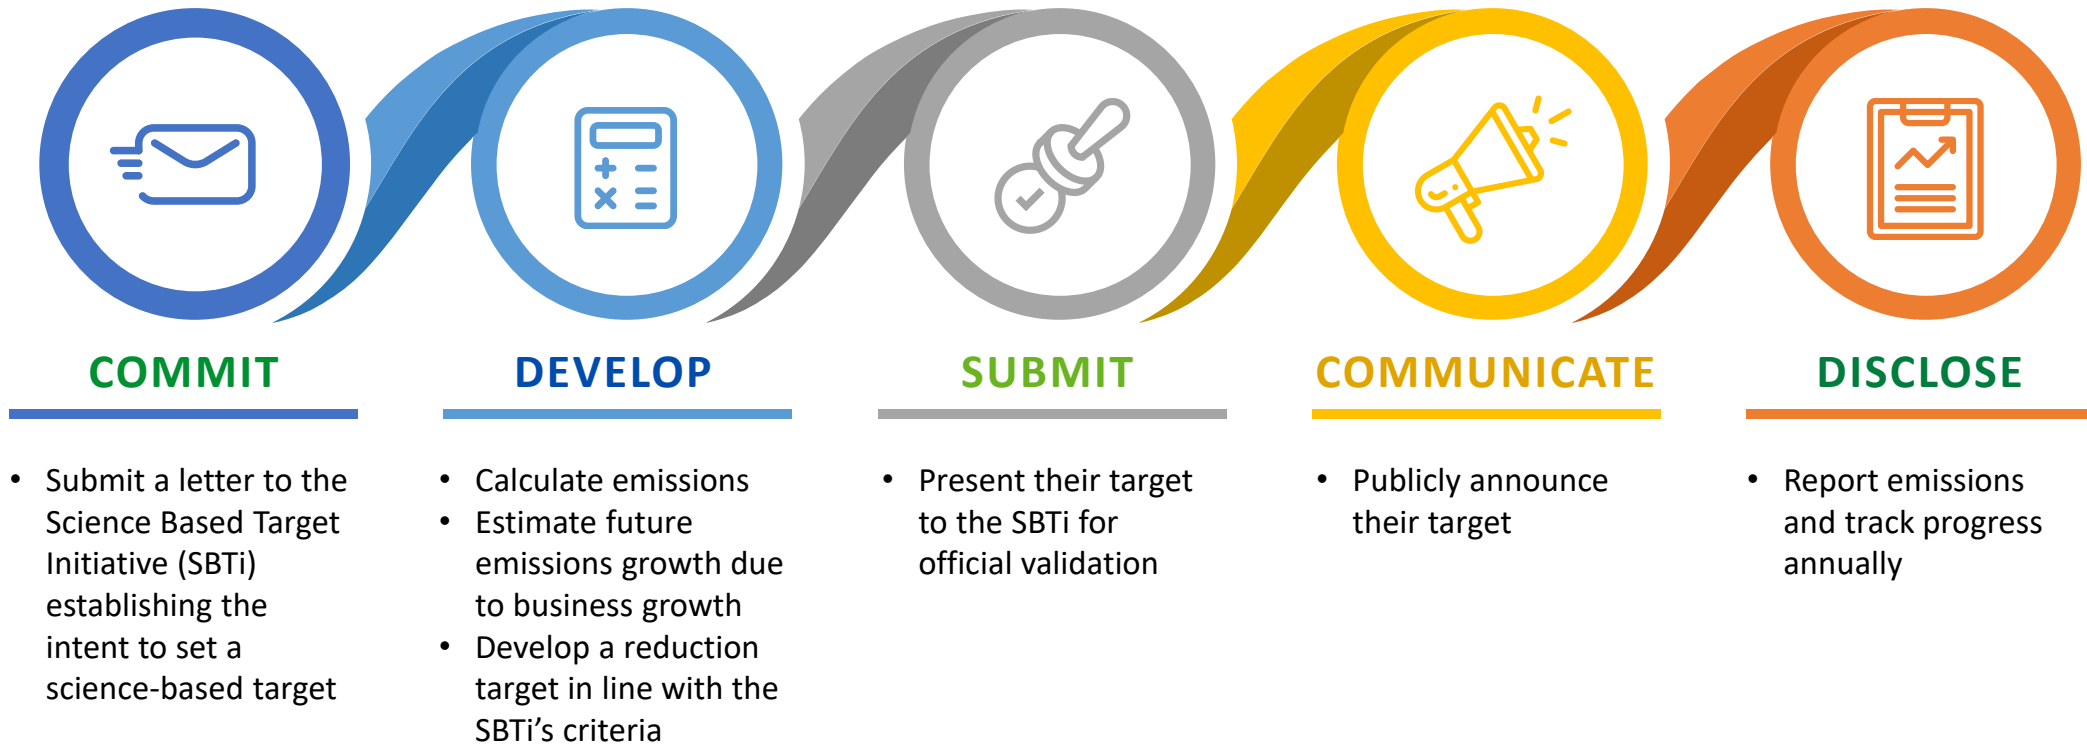 COMMIT
• Submit a letter to the
Science Based Target
Initiative (SBTi)
establishing the
intent to set a
science-based target
DEVELOP
• Calculate emissions
• Estimate future
emissions growth due
to business growth
• Develop a reduction
target in line with the
SBTi’s criteria
SUBMIT
• Present their target
to the SBTi for
official validation
COMMUNICATE
• Publicly announce
their target
DISCLOSE
• Report emissions
and track progress
annually